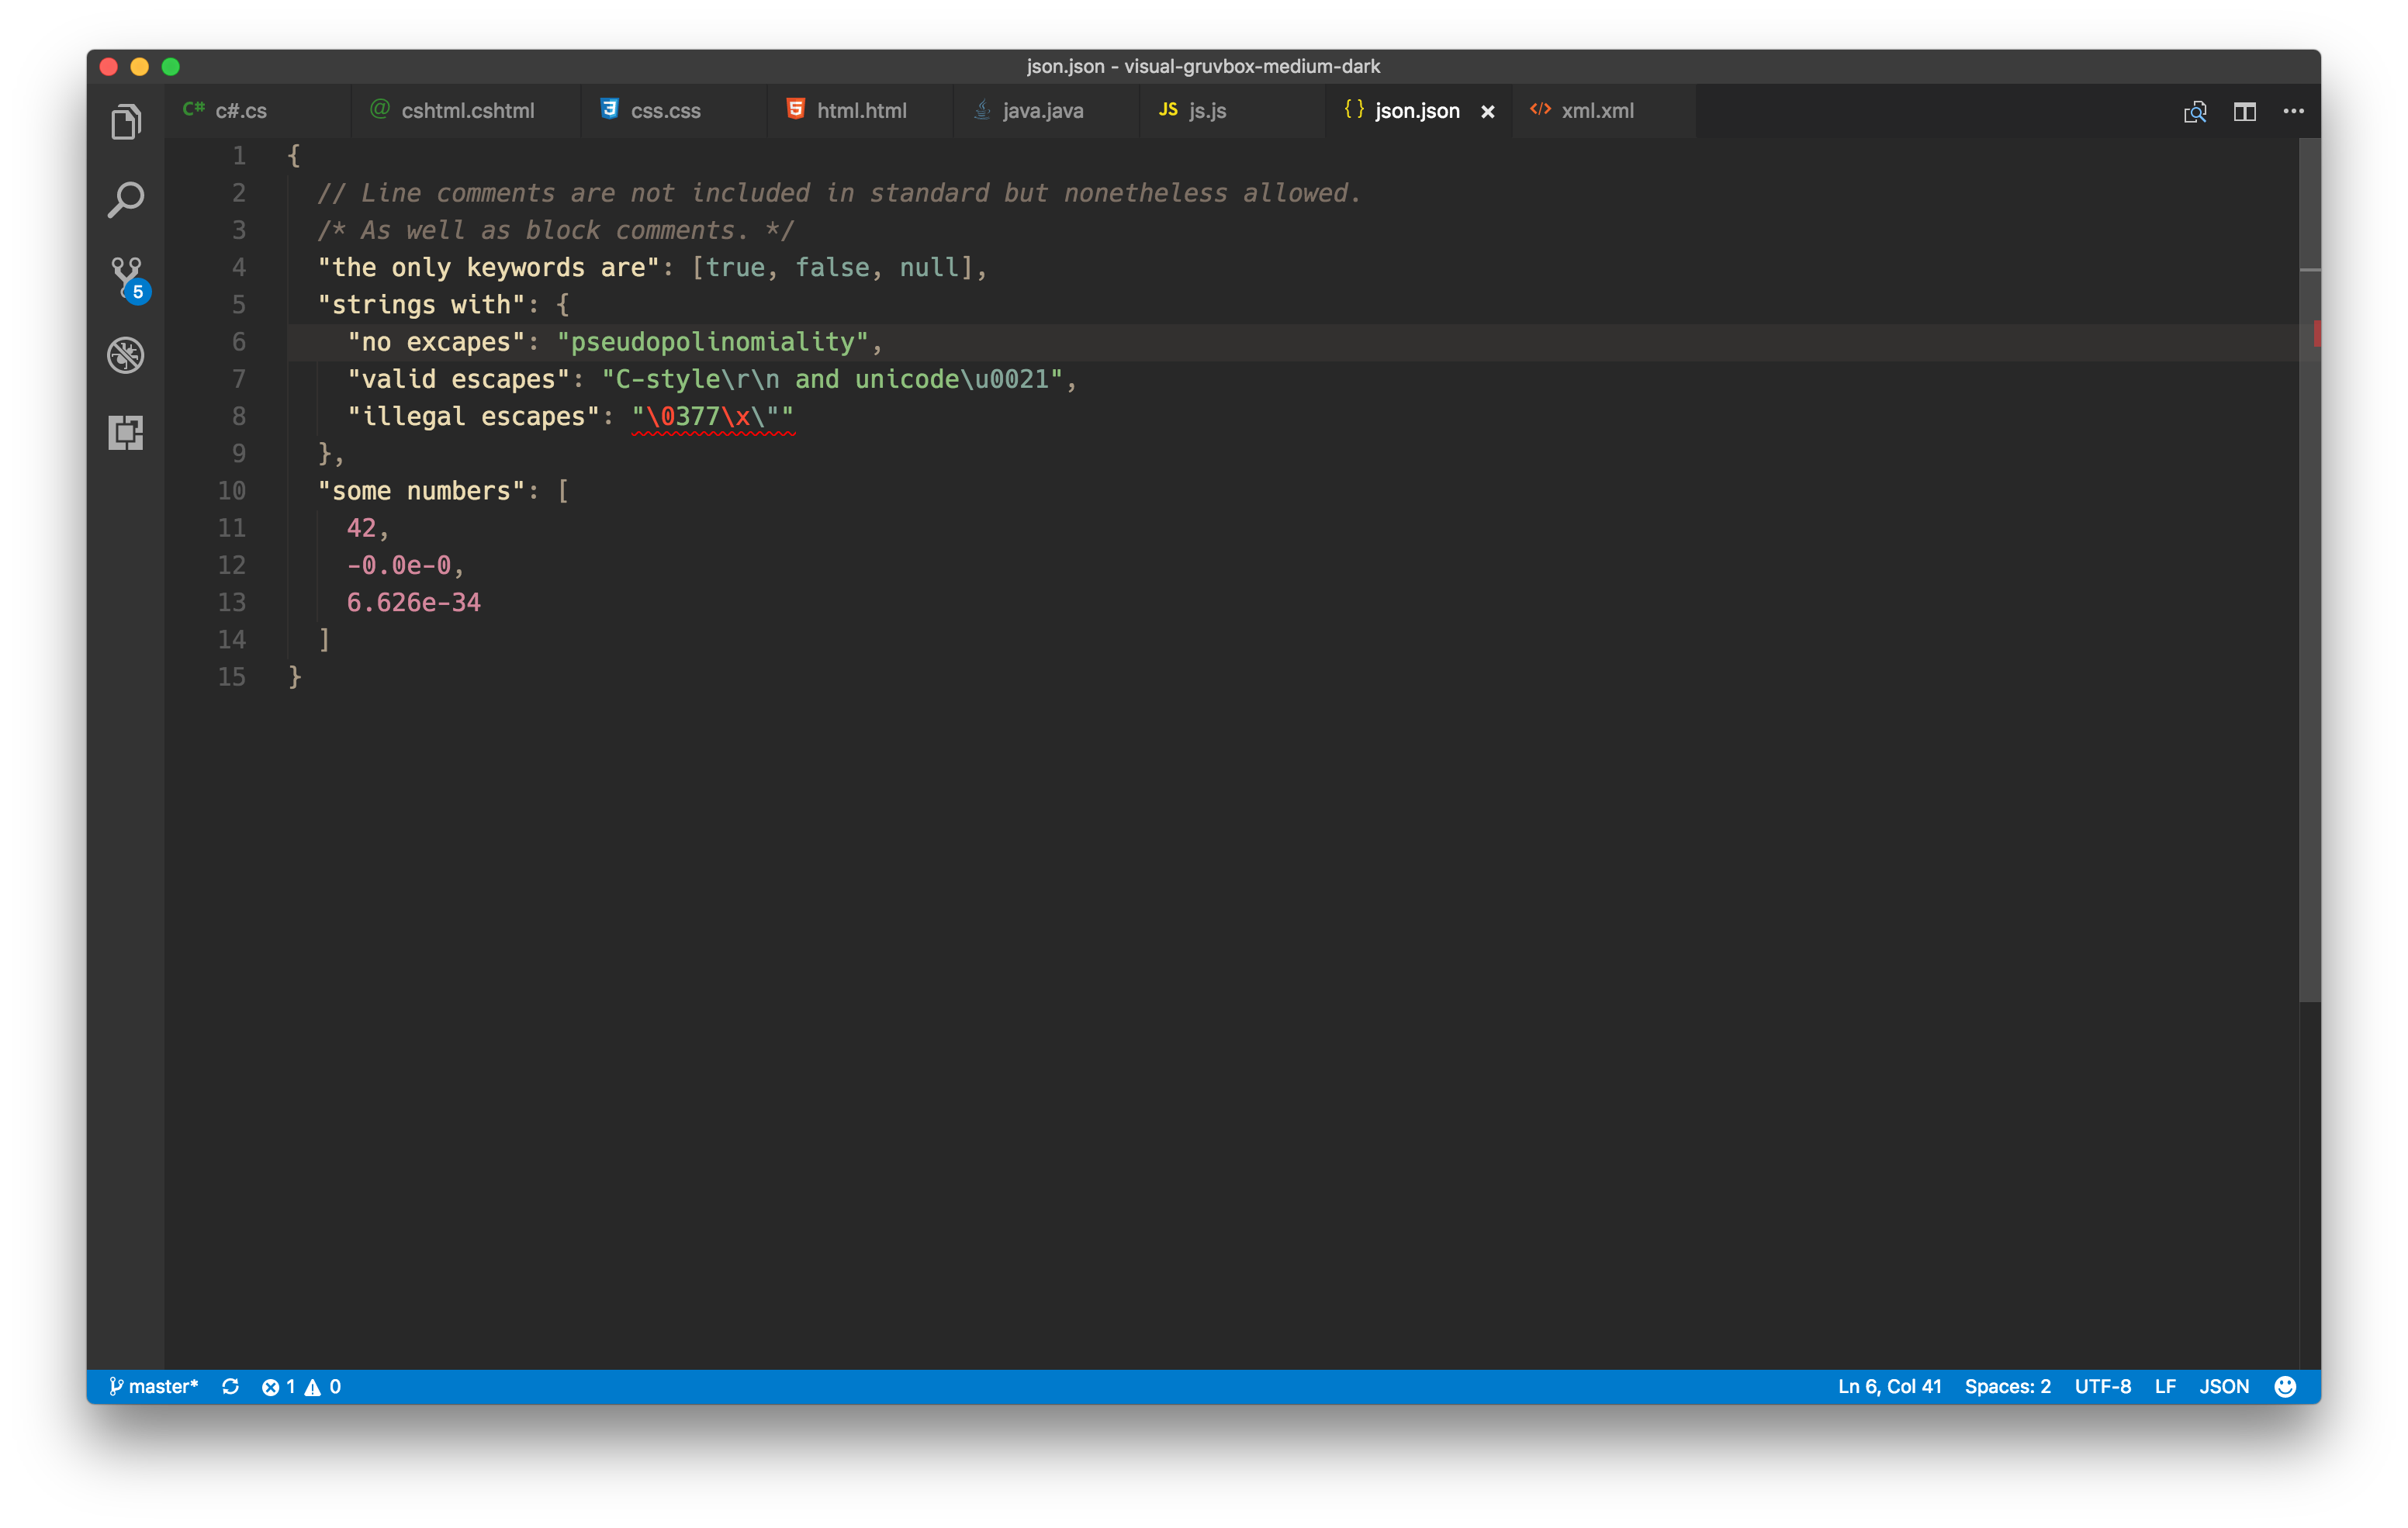 json.json - visual-gruvbox-medium-dark
C# c#.cs @ cshtml.cshtml 3 css.css 5 html.html java.java JS js.js {} json.json × </> xml.xml ...
5
1 {
2 // Line comments are not included in standard but nonetheless allowed.
3 /* As well as block comments. */
4 "the only keywords are": [true, false, null],
5 "strings with": {
6 "no excapes": "pseudopolinomiality",
7 "valid escapes": "C-style\r\n and unicode\u0021",
8 "illegal escapes": "\0377\x\""
9 },
10 "some numbers": [
11 42,
12 -0.0e-0,
13 6.626e-34
14 ]
15 }
master* 1 0 Ln 6, Col 41 Spaces: 2 UTF-8 LF JSON